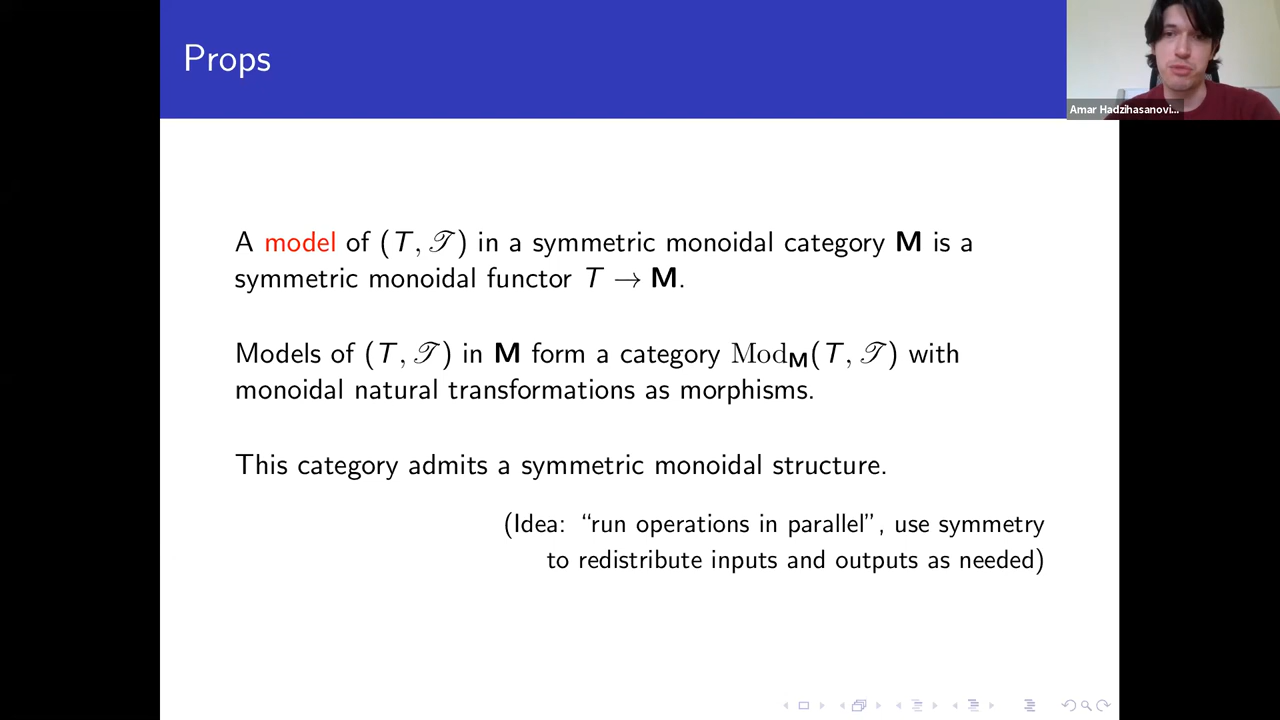 Props
Amar Hadzihasanovi...
A model of (T, 𝒯) in a symmetric monoidal category M is a
symmetric monoidal functor T → M.
Models of (T, 𝒯) in M form a category Mod_M(T, 𝒯) with
monoidal natural transformations as morphisms.
This category admits a symmetric monoidal structure.
(Idea: “run operations in parallel”, use symmetry
to redistribute inputs and outputs as needed)